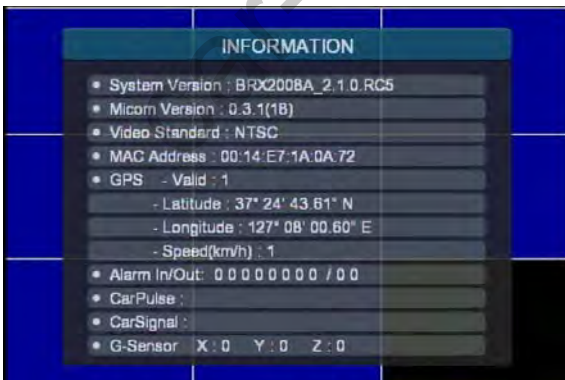 INFORMATION
System Version : BRX2008A_2.1.0.RC5
Micom Version : 0.3.1(1B)
Video Standard : NTSC
MAC Address : 00:14:E7:1A:0A:72
GPS - Valid : 1
- Latitude : 37° 24' 43.61" N
- Longitude : 127° 08' 00.60" E
- Speed(km/h) : 1
Alarm In/Out: 0 0 0 0 0 0 0 0 / 0 0
CarPulse :
CarSignal :
G-Sensor X : 0 Y : 0 Z : 0